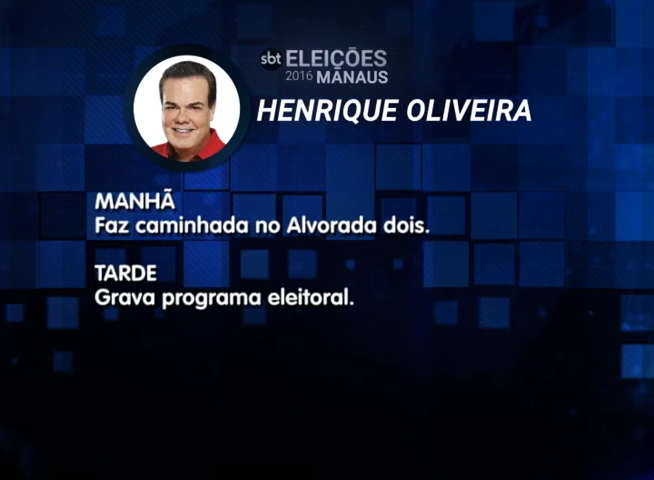 sbt ELEIÇÕES
2016 MANAUS
HENRIQUE OLIVEIRA
MANHÃ
Faz caminhada no Alvorada dois.
TARDE
Grava programa eleitoral.